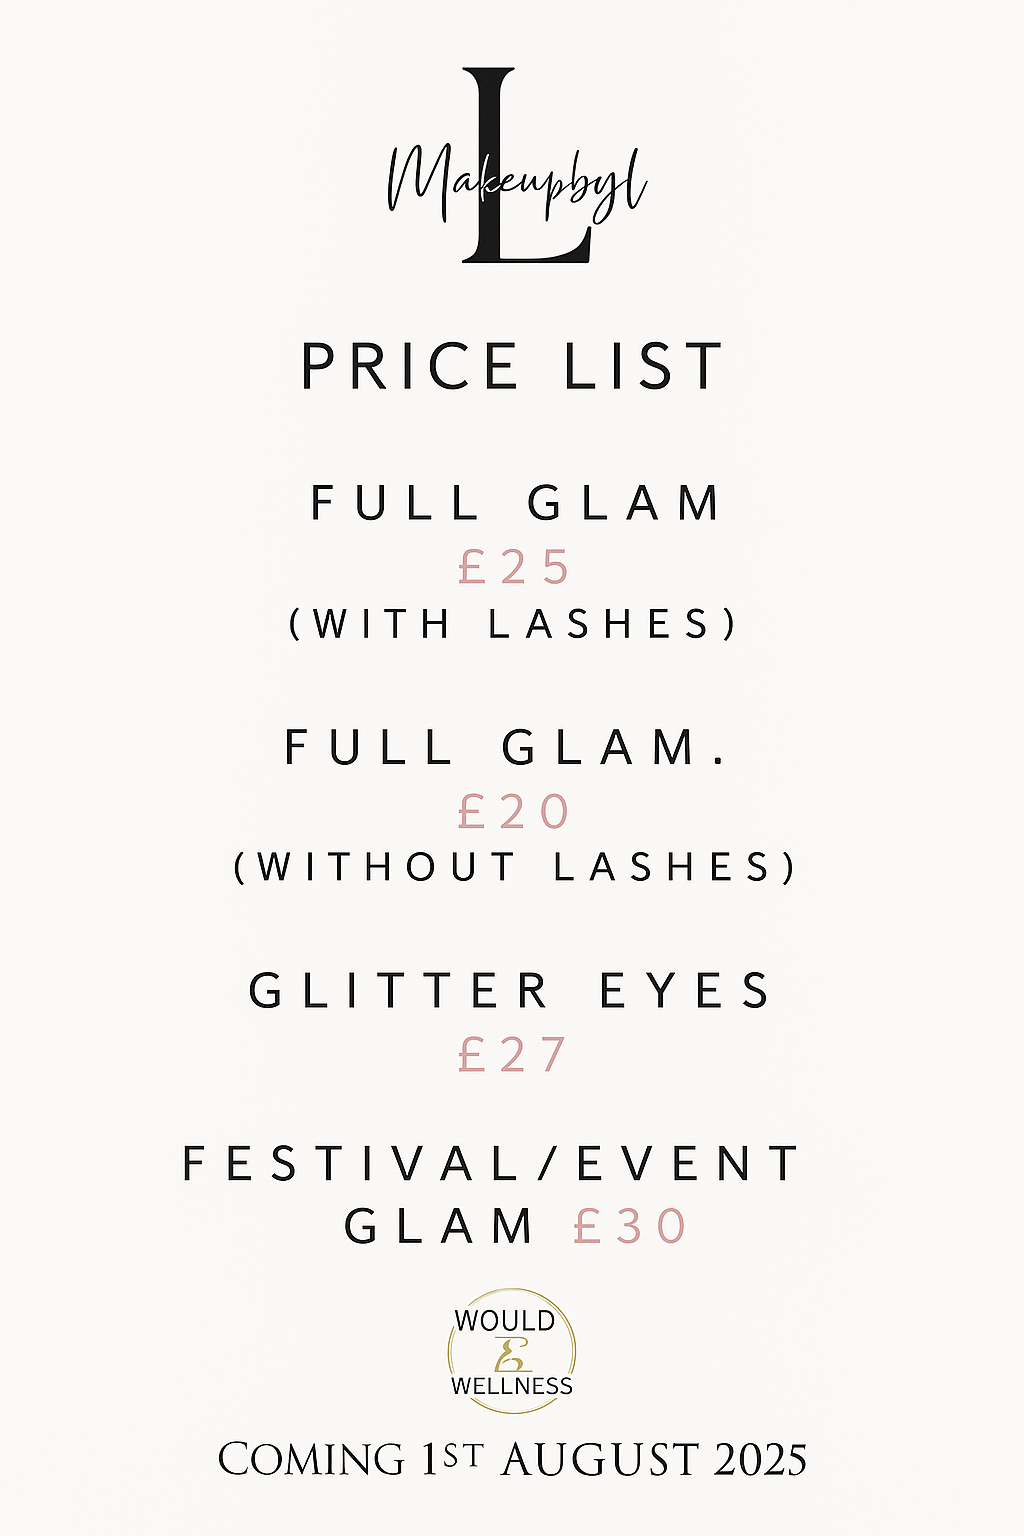 L
Makeupbyl
PRICE LIST
FULL GLAM
£25
(WITH LASHES)
FULL GLAM.
£20
(WITHOUT LASHES)
GLITTER EYES
£27
FESTIVAL/EVENT
GLAM £30
WOULD
&
WELLNESS
COMING 1ST AUGUST 2025